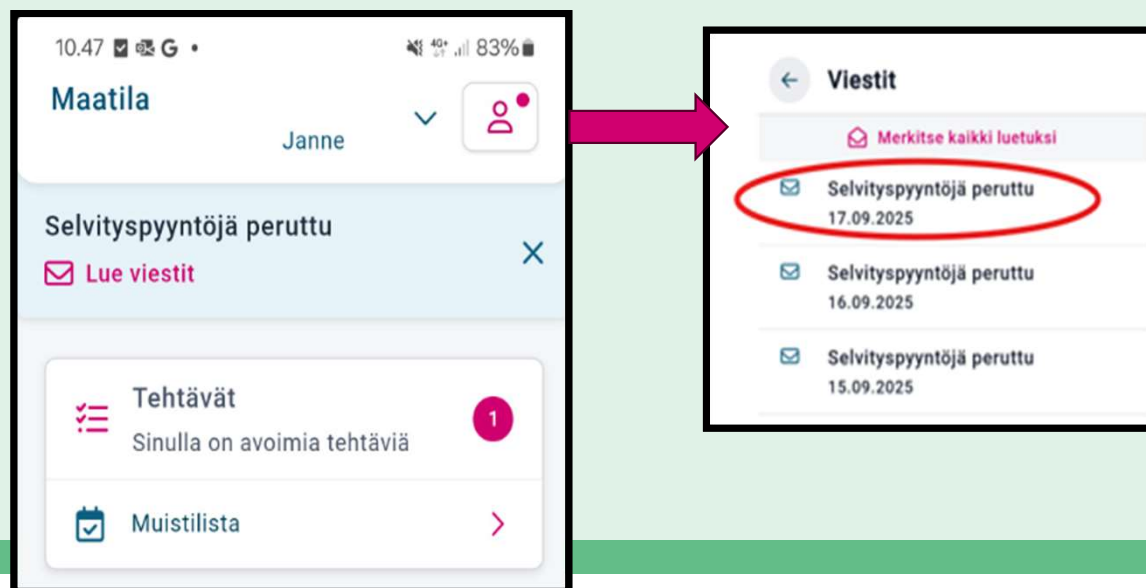 10.47 G •
4G+ 83%
Maatila
Janne
Selvityspyyntöjä peruttu
Lue viestit
Tehtävät
1
Sinulla on avoimia tehtäviä
Muistilista
Viestit
Merkitse kaikki luetuksi
Selvityspyyntöjä peruttu
17.09.2025
Selvityspyyntöjä peruttu
16.09.2025
Selvityspyyntöjä peruttu
15.09.2025